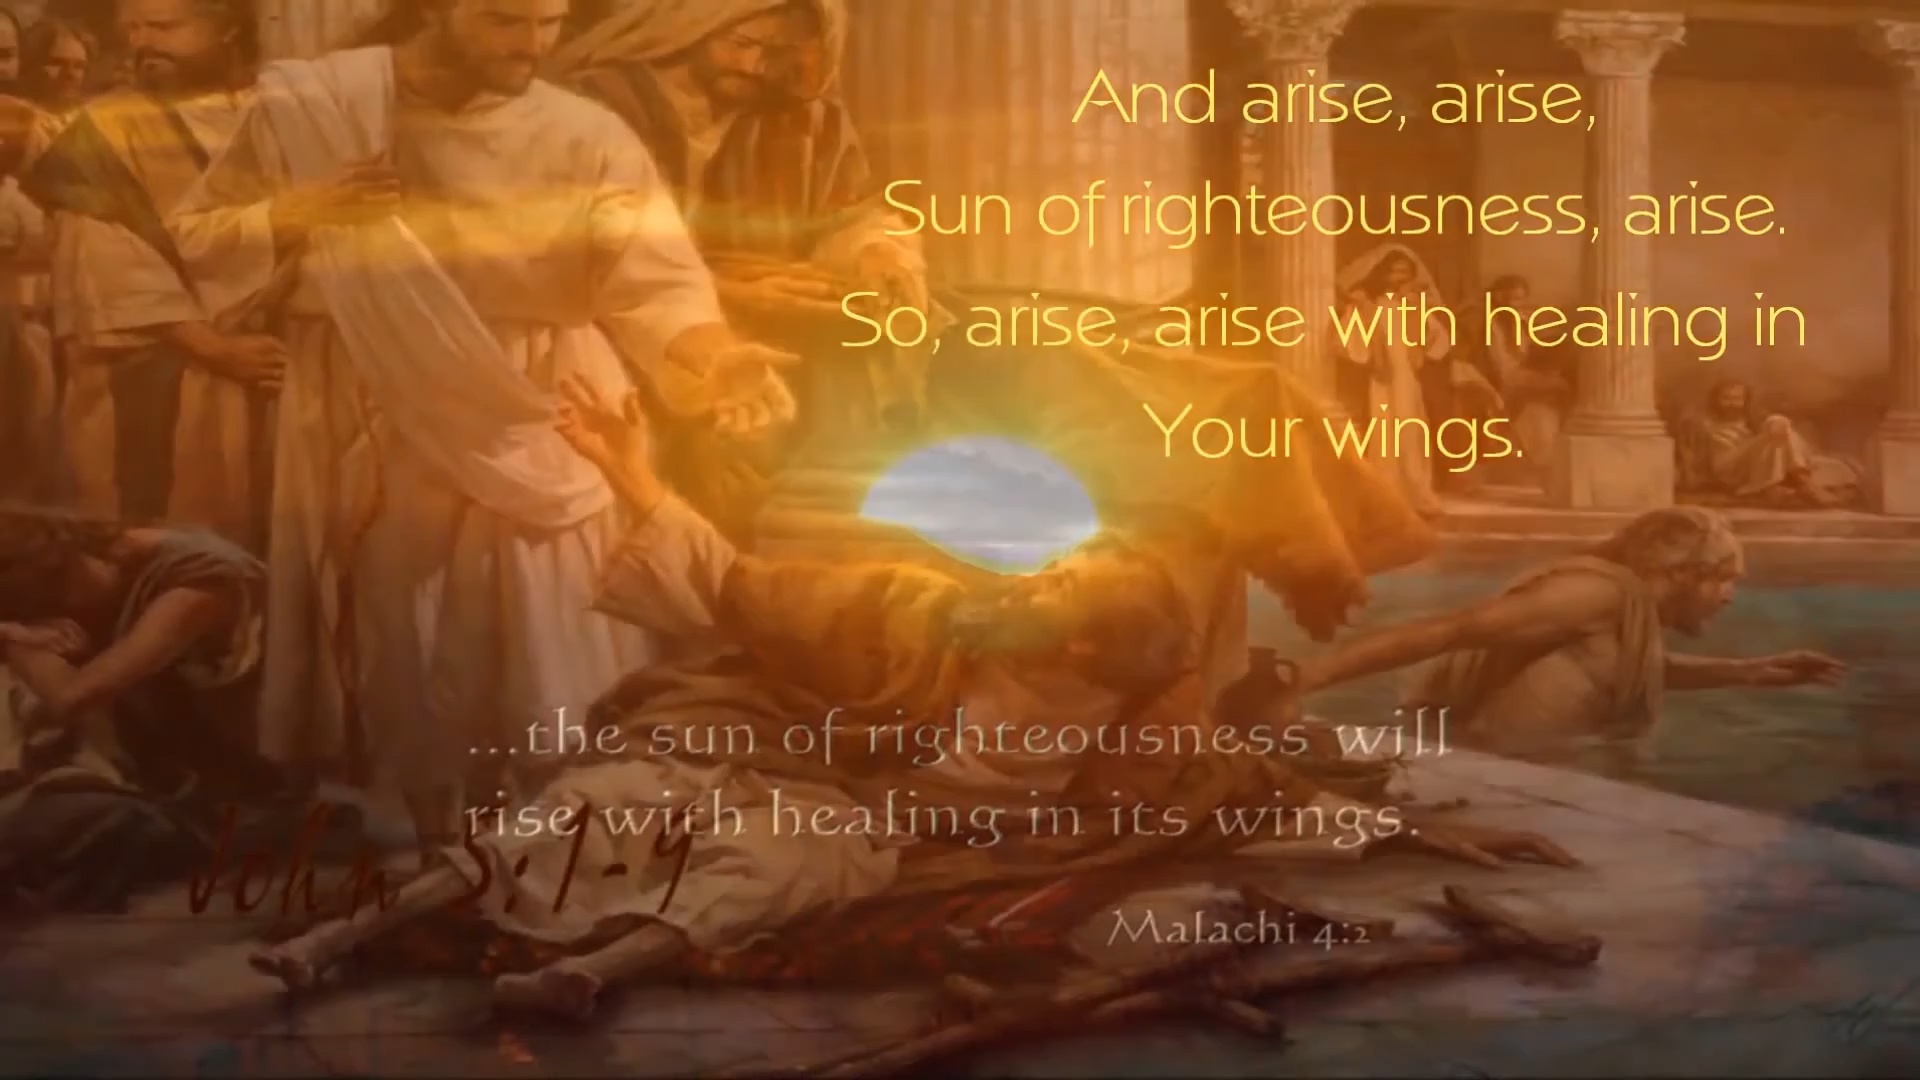 And arise, arise,
Sun of righteousness, arise.
So, arise, arise with healing in
Your wings.
...the sun of righteousness will
rise with healing in its wings.
John 5:1-9
Malachi 4:2